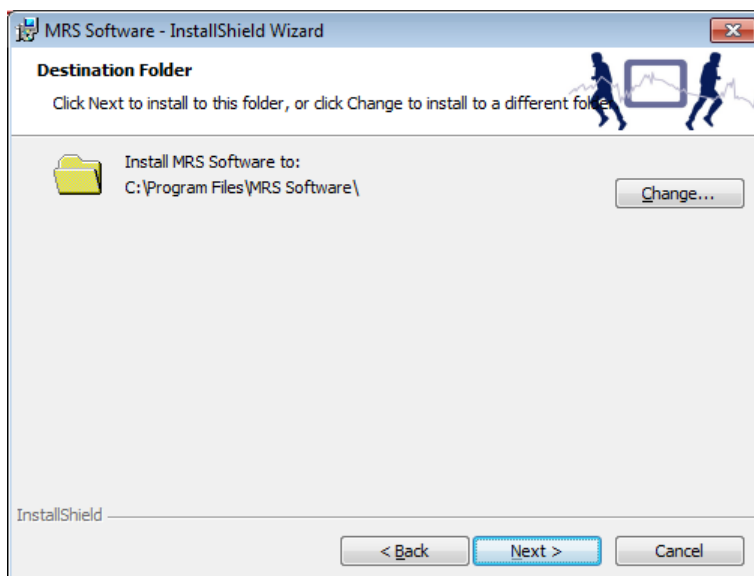 MRS Software - InstallShield Wizard
Destination Folder
Click Next to install to this folder, or click Change to install to a different folder.
Install MRS Software to:
C:\Program Files\MRS Software\
Change...
InstallShield
< Back
Next >
Cancel